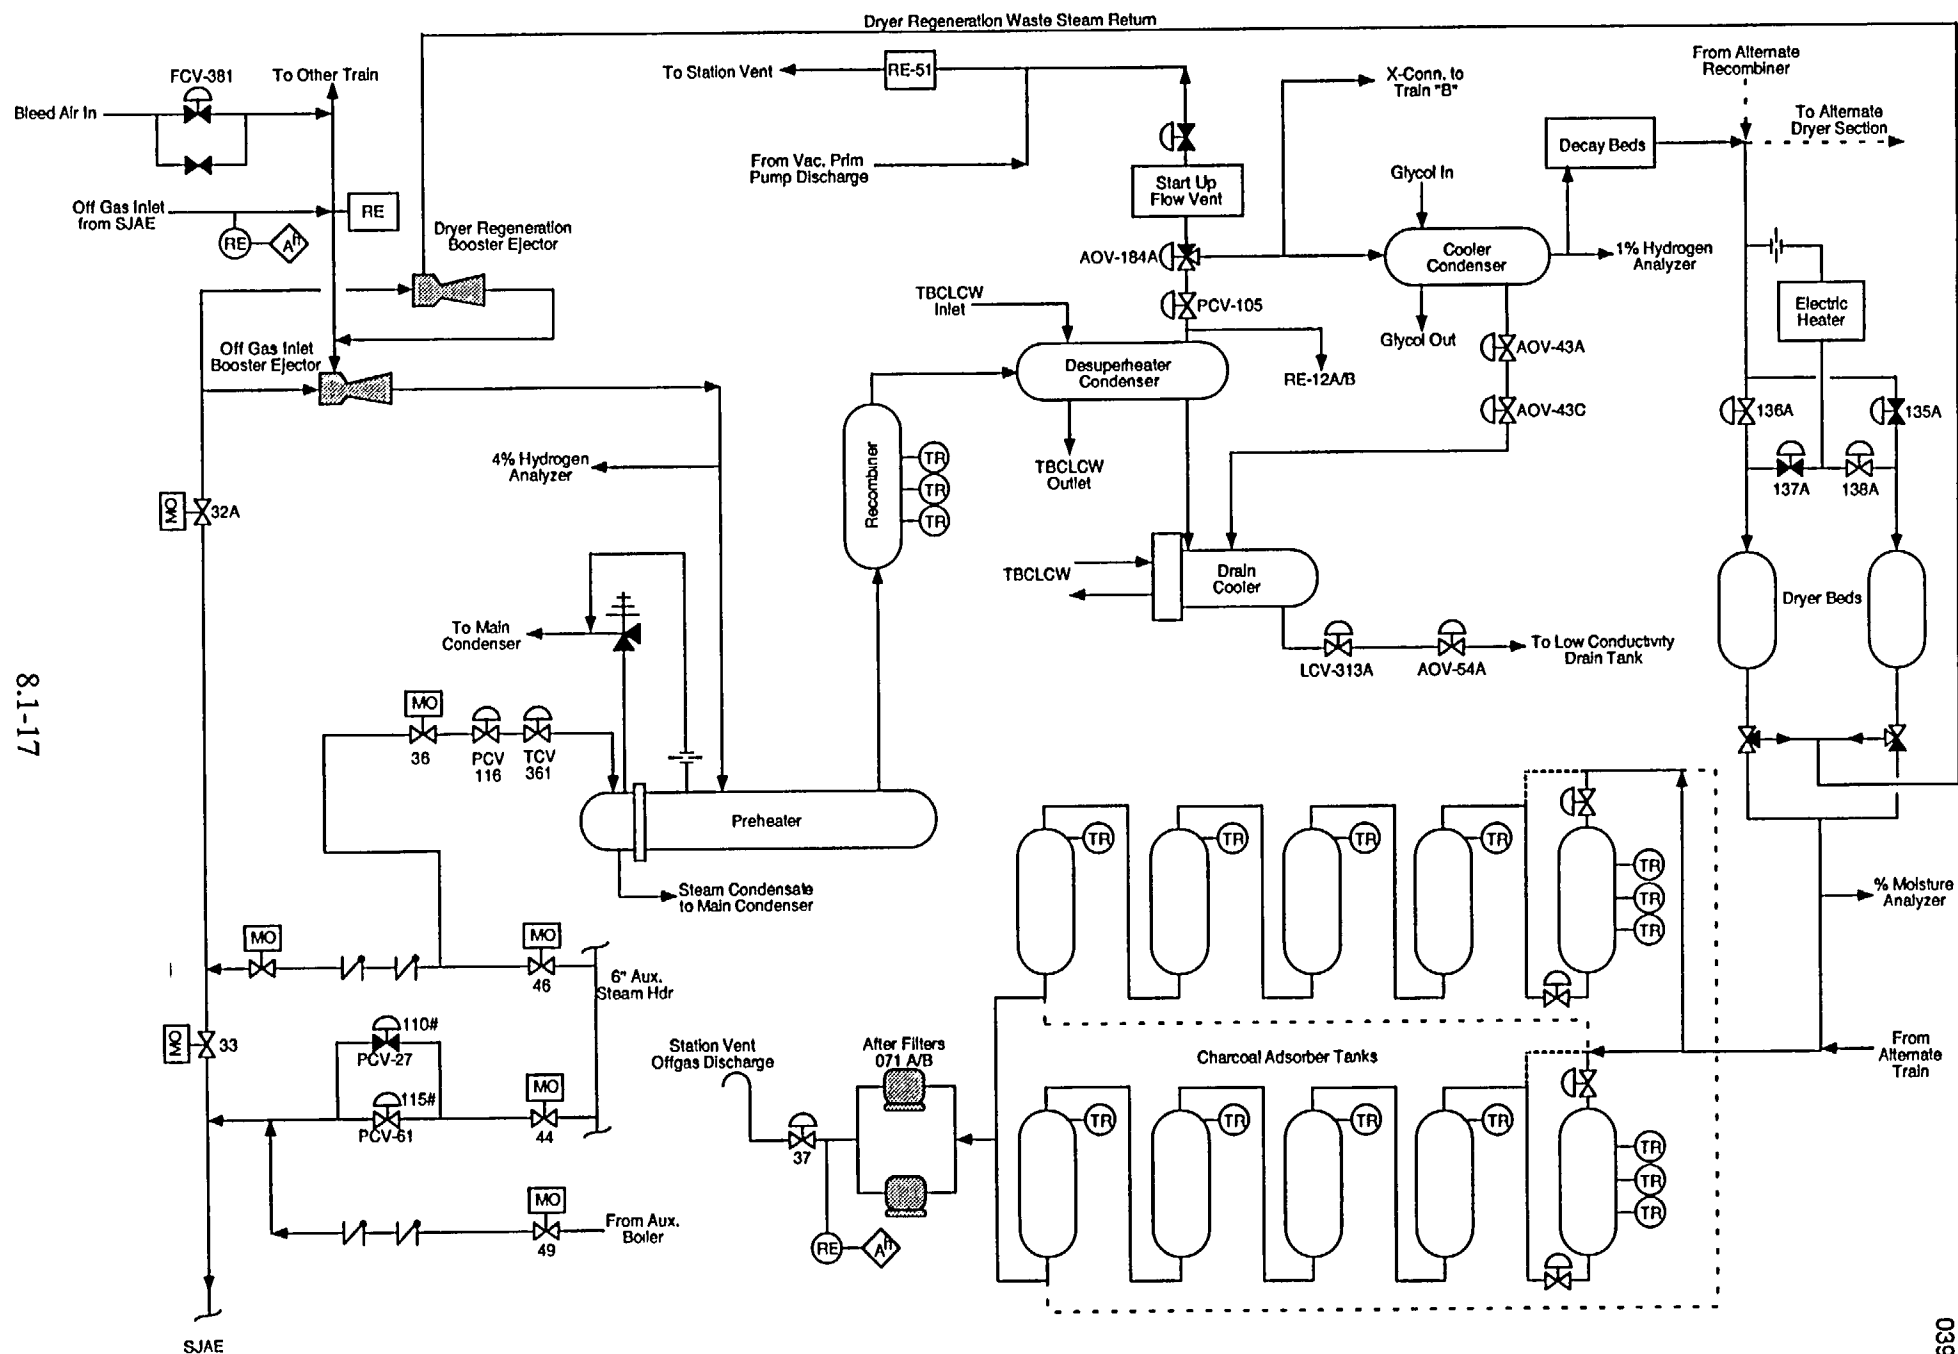 Dryer Regeneration Waste Steam Return
FCV-381
To Other Train
Bleed Air In
To Station Vent
RE-51
X-Conn. to
Train "B"
From Alternate
Recombiner
To Alternate
Dryer Section
From Vac. Prim
Pump Discharge
Start Up
Flow Vent
Decay Beds
Glycol In
Off Gas Inlet
from SJAE
RE
RE
AH
Dryer Regeneration
Booster Ejector
AOV-184A
Cooler
Condenser
1% Hydrogen
Analyzer
TBCLCW
Inlet
PCV-105
Glycol Out
Electric
Heater
Off Gas Inlet
Booster Ejector
Desuperheater
Condenser
RE-12A/B
AOV-43A
AOV-43C
136A
135A
4% Hydrogen
Analyzer
Recombiner
TR
TR
TR
TBCLCW
Outlet
137A
138A
MO
32A
TBCLCW
Drain
Cooler
Dryer Beds
To Main
Condenser
LCV-313A
AOV-54A
To Low Conductivity
Drain Tank
8.1-17
MO
36
PCV
116
TCV
361
Preheater
Steam Condensate
to Main Condenser
TR
TR
TR
TR
TR
TR
TR
% Moisture
Analyzer
MO
MO
46
6" Aux.
Steam Hdr
MO
33
110#
PCV-27
115#
PCV-61
MO
44
Station Vent
Offgas Discharge
After Filters
071 A/B
Charcoal Adsorber Tanks
From
Alternate
Train
37
TR
TR
TR
TR
TR
TR
TR
MO
49
From Aux.
Boiler
RE
AH
SJAE
039